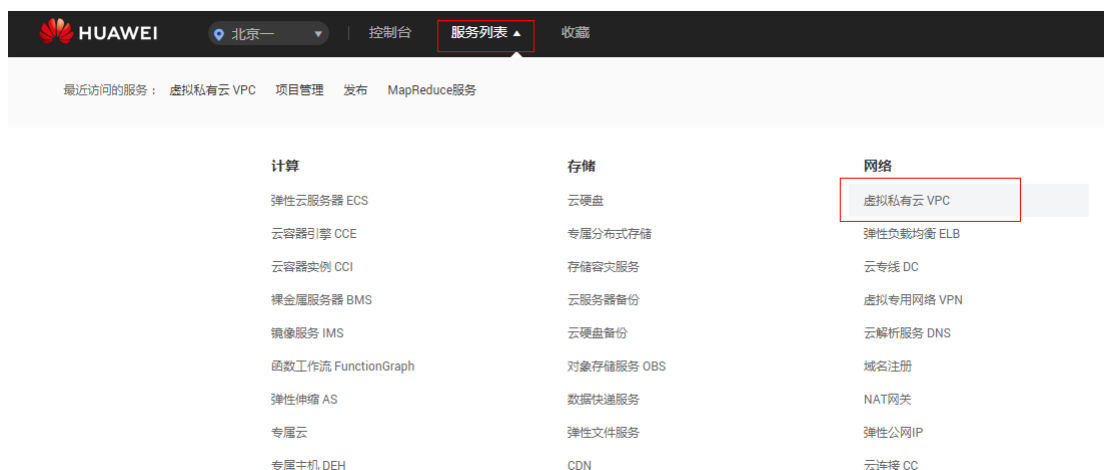 HUAWEI 北京一 控制台 服务列表 收藏
最近访问的服务： 虚拟私有云 VPC 项目管理 发布 MapReduce服务
计算 存储 网络
弹性云服务器 ECS 云硬盘 虚拟私有云 VPC
云容器引擎 CCE 专属分布式存储 弹性负载均衡 ELB
云容器实例 CCI 存储容灾服务 云专线 DC
裸金属服务器 BMS 云服务器备份 虚拟专用网络 VPN
镜像服务 IMS 云硬盘备份 云解析服务 DNS
函数工作流 FunctionGraph 对象存储服务 OBS 域名注册
弹性伸缩 AS 数据快递服务 NAT网关
专属云 弹性文件服务 弹性公网IP
专属主机 DEH CDN 云连接 CC